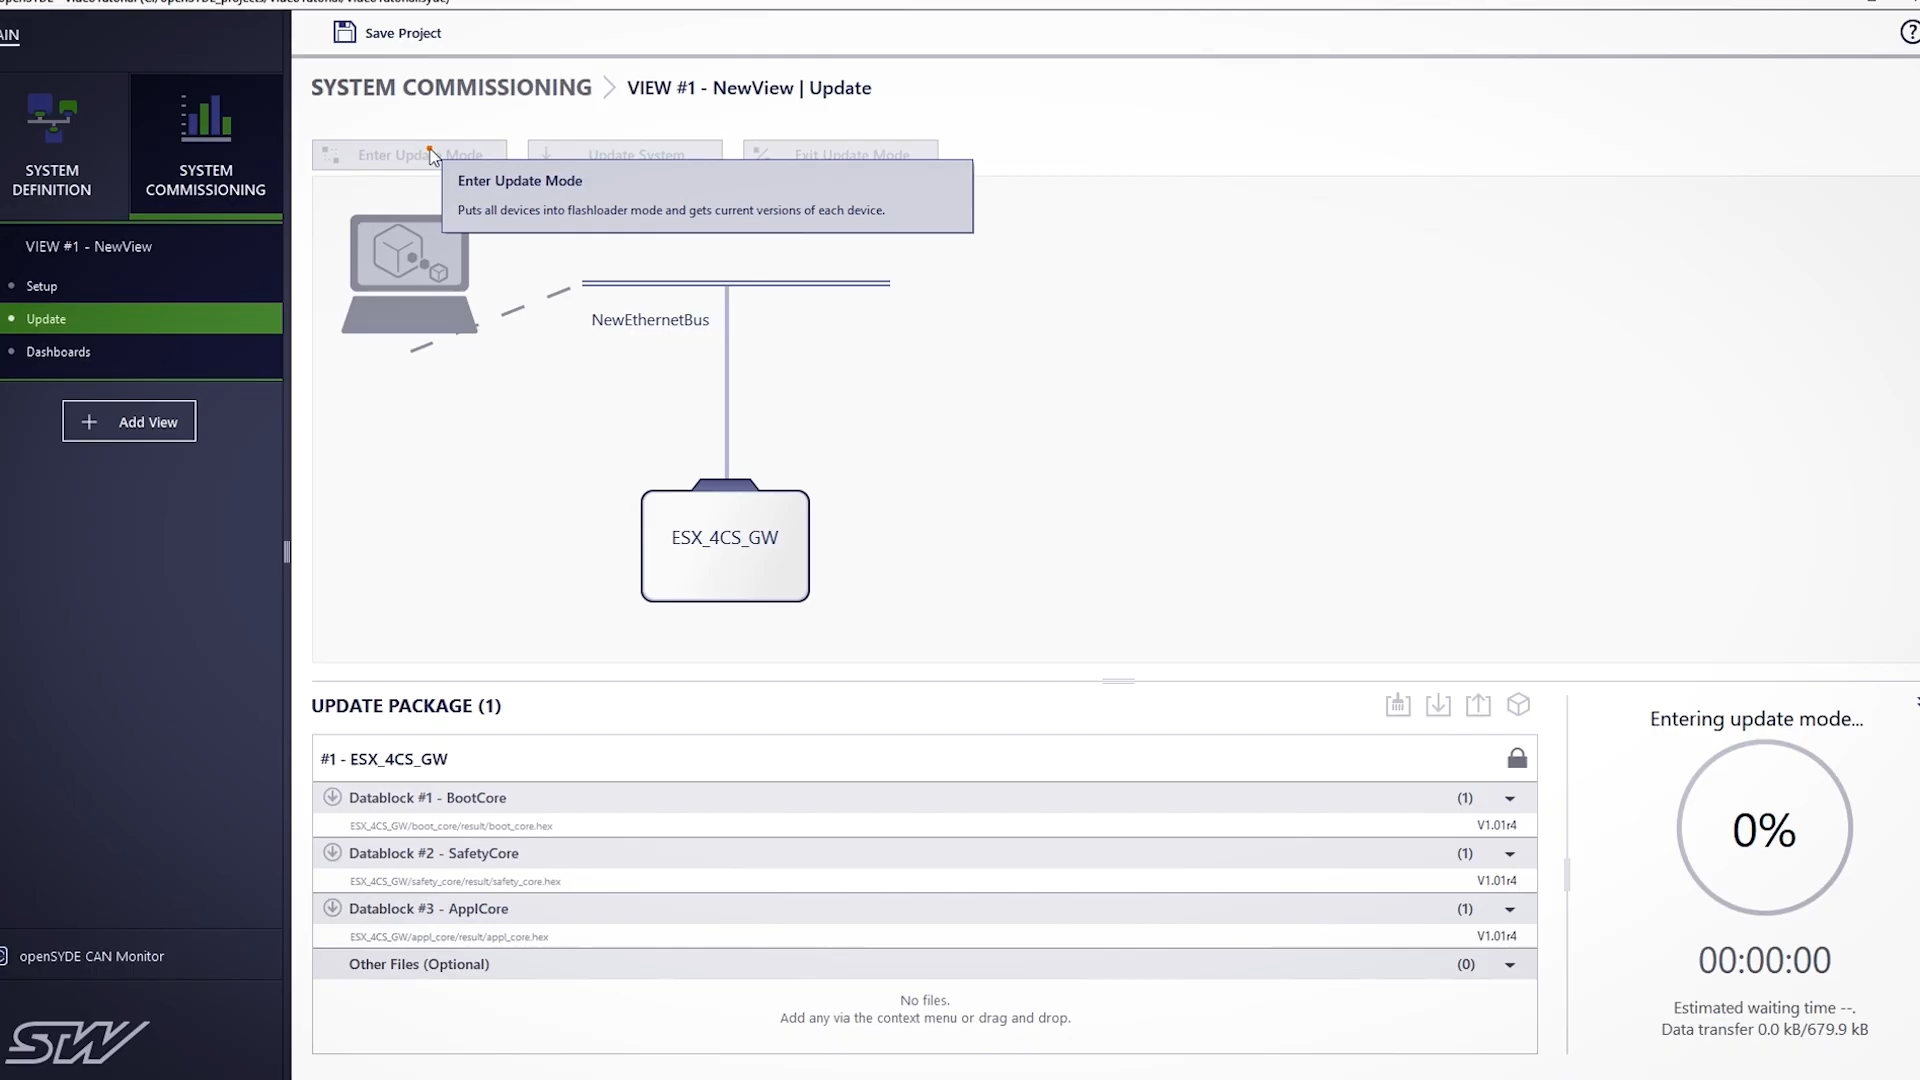 AIN
Save Project
?
SYSTEM COMMISSIONING
VIEW #1 - NewView | Update
SYSTEM
DEFINITION
SYSTEM
COMMISSIONING
Enter Update Mode
Update System
Exit Update Mode
Enter Update Mode
Puts all devices into flashloader mode and gets current versions of each device.
VIEW #1 - NewView
Setup
Update
Dashboards
Add View
NewEthernetBus
ESX_4CS_GW
UPDATE PACKAGE (1)
#1 - ESX_4CS_GW
Datablock #1 - BootCore (1)
ESX_4CS_GW/boot_core/result/boot_core.hex V1.01r4
Datablock #2 - SafetyCore (1)
ESX_4CS_GW/safety_core/result/safety_core.hex V1.01r4
Datablock #3 - ApplCore (1)
ESX_4CS_GW/appl_core/result/appl_core.hex V1.01r4
Other Files (Optional) (0)
No files.
Add any via the context menu or drag and drop.
Entering update mode...
0%
00:00:00
Estimated waiting time --.
Data transfer 0.0 kB/679.9 kB
openSYDE CAN Monitor
STW